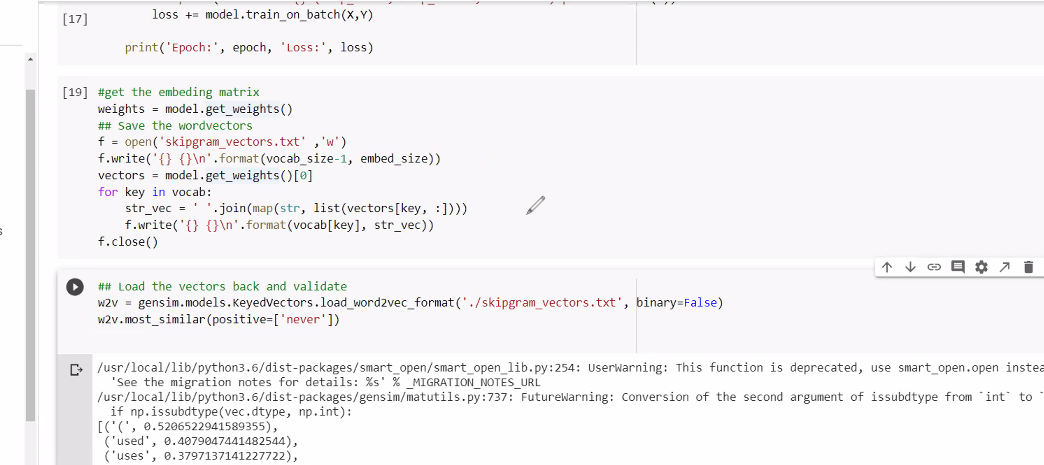 [17]
loss += model.train_on_batch(X,Y)
print('Epoch:', epoch, 'Loss:', loss)
[19] #get the embeding matrix
weights = model.get_weights()
## Save the wordvectors
f = open('skipgram_vectors.txt' ,'w')
f.write('{} {}\n'.format(vocab_size-1, embed_size))
vectors = model.get_weights()[0]
for key in vocab:
str_vec = ' '.join(map(str, list(vectors[key, :])))
f.write('{} {}\n'.format(vocab[key], str_vec))
f.close()
## Load the vectors back and validate
w2v = gensim.models.KeyedVectors.load_word2vec_format('./skipgram_vectors.txt', binary=False)
w2v.most_similar(positive=['never'])
/usr/local/lib/python3.6/dist-packages/smart_open/smart_open_lib.py:254: UserWarning: This function is deprecated, use smart_open.open instea
'See the migration notes for details: %s' % _MIGRATION_NOTES_URL
/usr/local/lib/python3.6/dist-packages/gensim/matutils.py:737: FutureWarning: Conversion of the second argument of issubdtype from `int` to `
if np.issubdtype(vec.dtype, np.int):
[('(', 0.5206522941589355),
('used', 0.4079047441482544),
('uses', 0.3797137141227722),